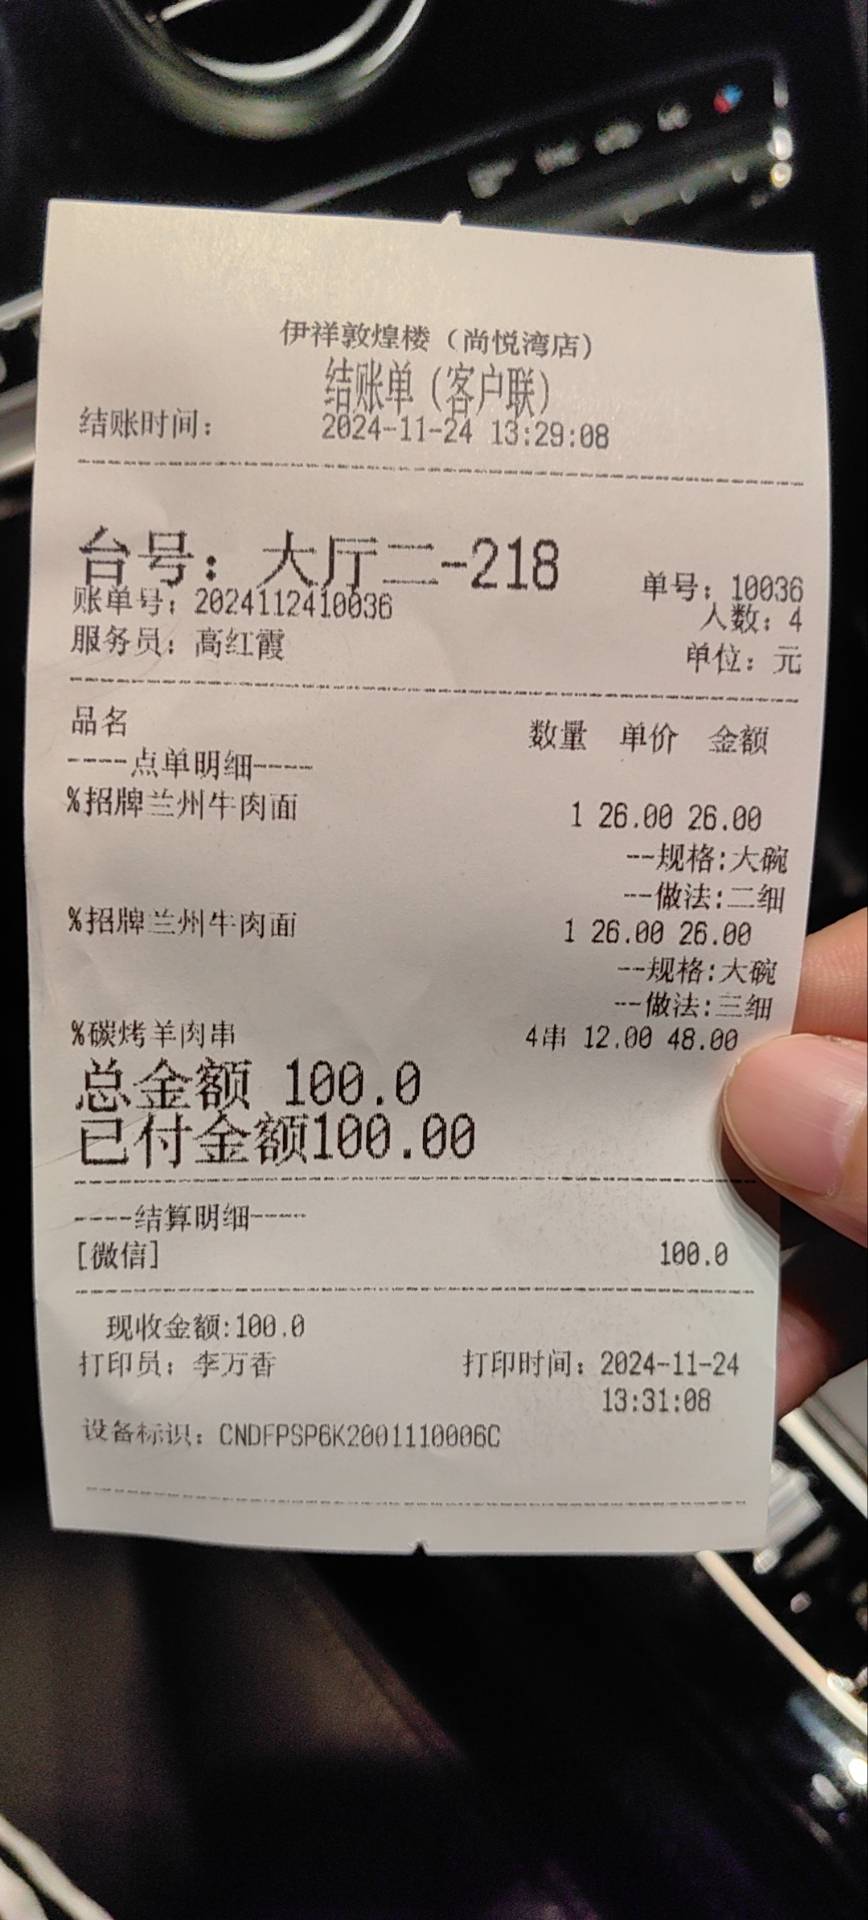 伊祥敦煌楼（尚悦湾店）
结账单（客户联）
结账时间： 2024-11-24 13:29:08
台号：大厅二-218 单号：10036
账单号：2024112410036 人数：4
服务员：高红霞 单位：元
品名 数量 单价 金额
----点单明细----
%招牌兰州牛肉面 1 26.00 26.00
--规格:大碗
--做法:二细
%招牌兰州牛肉面 1 26.00 26.00
--规格:大碗
--做法:三细
%碳烤羊肉串 4串 12.00 48.00
总金额 100.0
已付金额100.00
----结算明细----
[微信] 100.0
现收金额:100.0
打印员：李万香 打印时间：2024-11-24
13:31:08
设备标识：CNDFPSP6K2001110006C